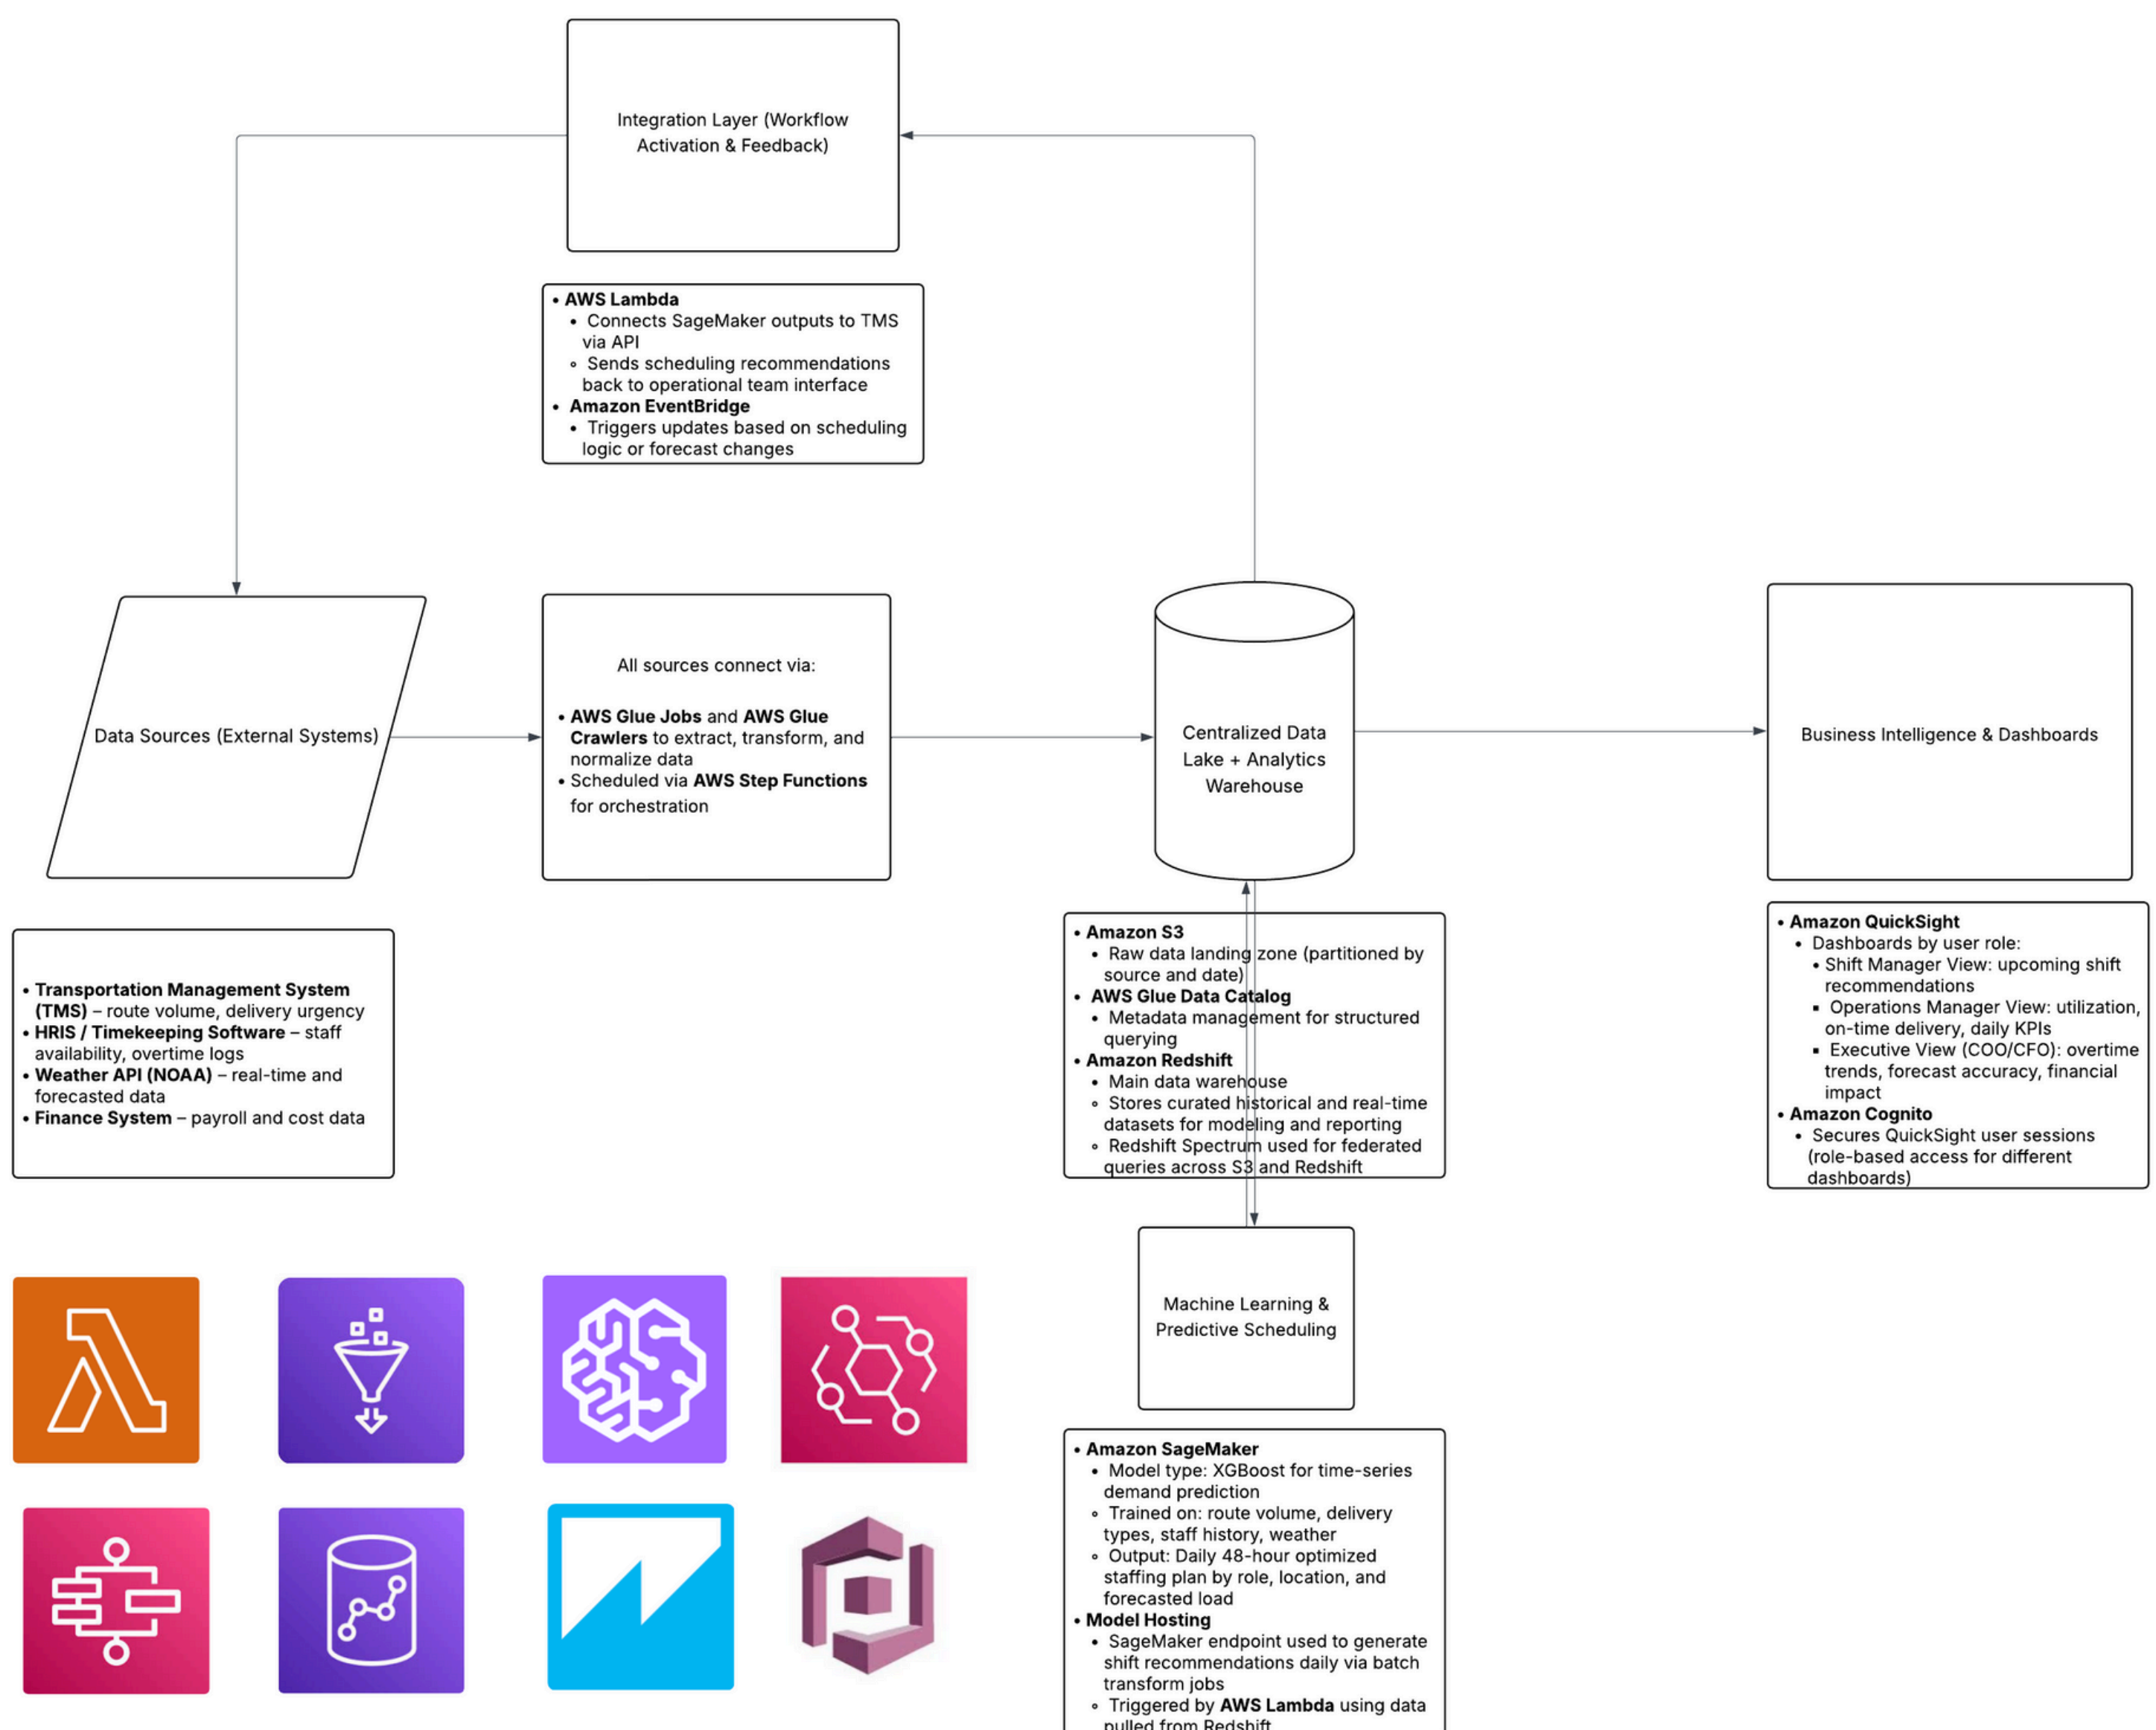 Integration Layer (Workflow
Activation & Feedback)
• AWS Lambda
• Connects SageMaker outputs to TMS
via API
◦ Sends scheduling recommendations
back to operational team interface
• Amazon EventBridge
• Triggers updates based on scheduling
logic or forecast changes
Data Sources (External Systems)
All sources connect via:
• AWS Glue Jobs and AWS Glue
Crawlers to extract, transform, and
normalize data
• Scheduled via AWS Step Functions
for orchestration
Centralized Data
Lake + Analytics
Warehouse
Business Intelligence & Dashboards
• Transportation Management System
(TMS) – route volume, delivery urgency
• HRIS / Timekeeping Software – staff
availability, overtime logs
• Weather API (NOAA) – real-time and
forecasted data
• Finance System – payroll and cost data
• Amazon S3
• Raw data landing zone (partitioned by
source and date)
• AWS Glue Data Catalog
• Metadata management for structured
querying
• Amazon Redshift
• Main data warehouse
◦ Stores curated historical and real-time
datasets for modeling and reporting
◦ Redshift Spectrum used for federated
queries across S3 and Redshift
• Amazon QuickSight
• Dashboards by user role:
• Shift Manager View: upcoming shift
recommendations
▪ Operations Manager View: utilization,
on-time delivery, daily KPIs
▪ Executive View (COO/CFO): overtime
trends, forecast accuracy, financial
impact
• Amazon Cognito
• Secures QuickSight user sessions
(role-based access for different
dashboards)
Machine Learning &
Predictive Scheduling
• Amazon SageMaker
• Model type: XGBoost for time-series
demand prediction
◦ Trained on: route volume, delivery
types, staff history, weather
◦ Output: Daily 48-hour optimized
staffing plan by role, location, and
forecasted load
• Model Hosting
• SageMaker endpoint used to generate
shift recommendations daily via batch
transform jobs
◦ Triggered by AWS Lambda using data
pulled from Redshift